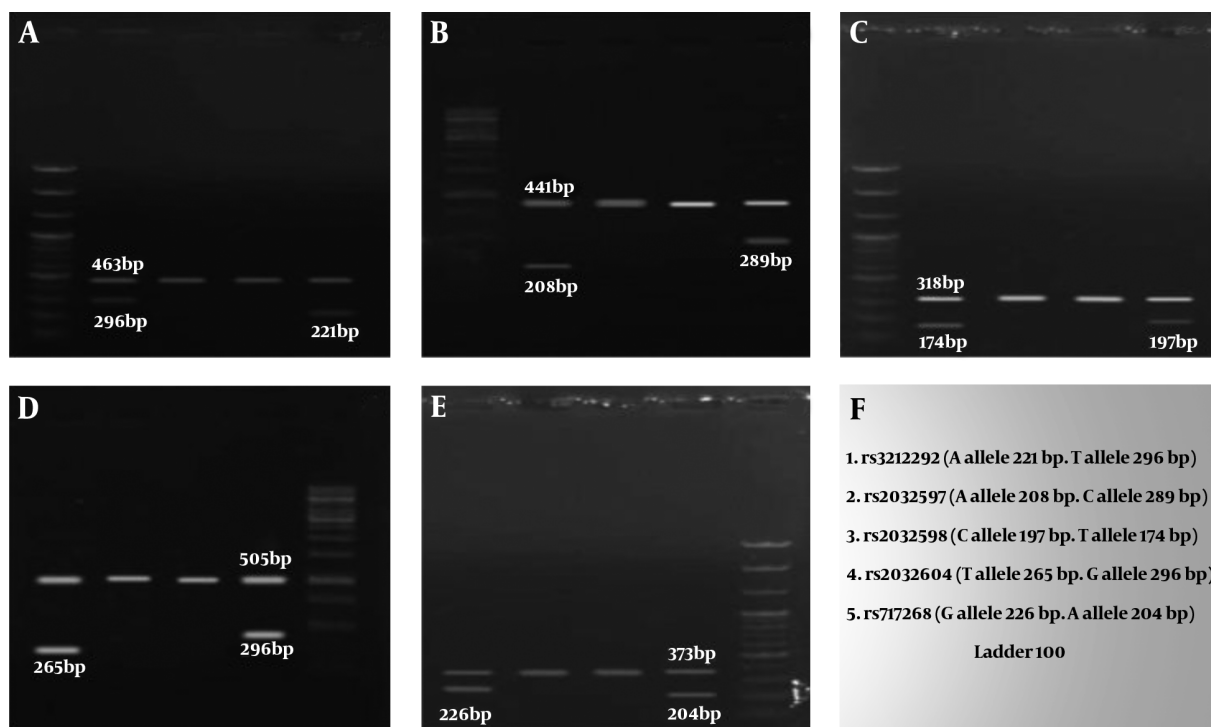 A
463bp
296bp
221bp
B
441bp
208bp
289bp
C
318bp
174bp
197bp
D
505bp
265bp
296bp
E
373bp
226bp
204bp
F
1. rs3212292 (A allele 221 bp. T allele 296 bp)
2. rs2032597 (A allele 208 bp. C allele 289 bp)
3. rs2032598 (C allele 197 bp. T allele 174 bp)
4. rs2032604 (T allele 265 bp. G allele 296 bp)
5. rs717268 (G allele 226 bp. A allele 204 bp)
Ladder 100